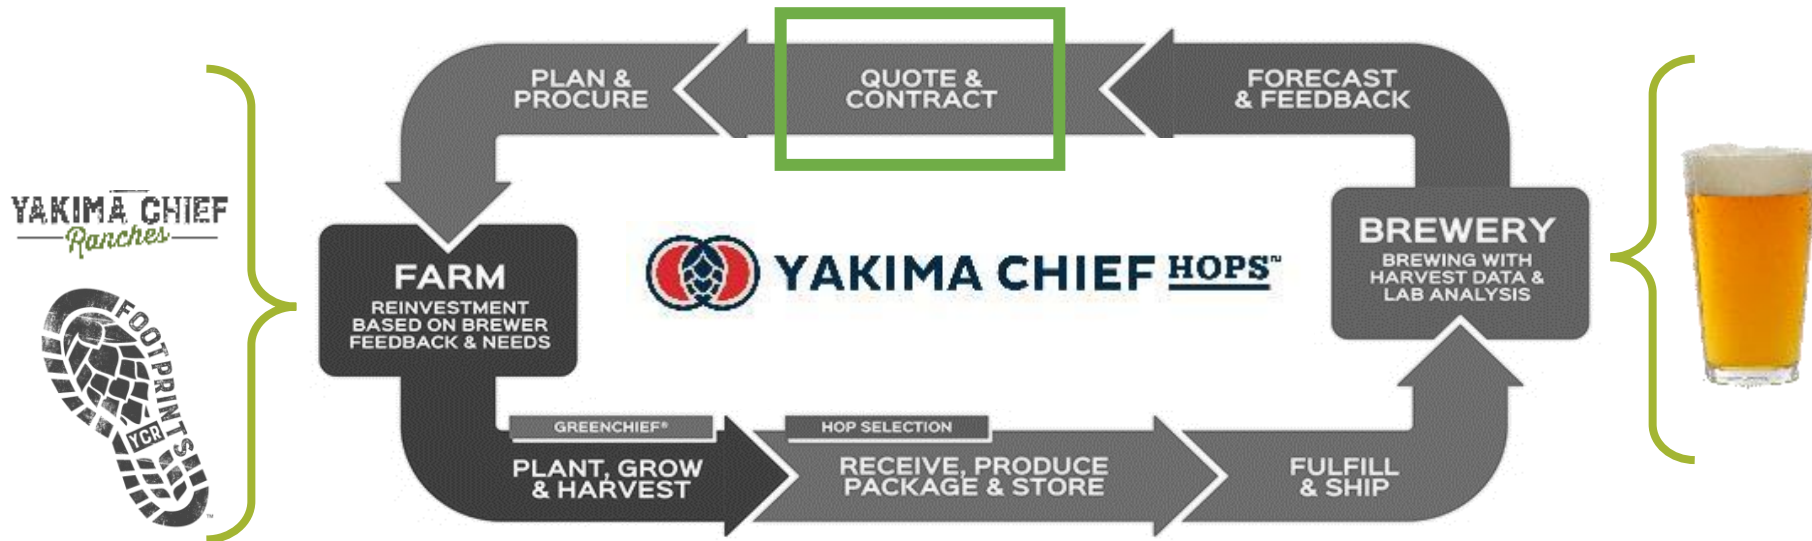 PLAN &
PROCURE
QUOTE &
CONTRACT
FORECAST
& FEEDBACK
YAKIMA CHIEF
Ranches
FOOTPRINTS
YCR
TM
FARM
REINVESTMENT
BASED ON BREWER
FEEDBACK & NEEDS
YAKIMA CHIEF HOPS™
BREWERY
BREWING WITH
HARVEST DATA &
LAB ANALYSIS
GREENCHIEF®
PLANT, GROW
& HARVEST
HOP SELECTION
RECEIVE, PRODUCE
PACKAGE & STORE
FULFILL
& SHIP